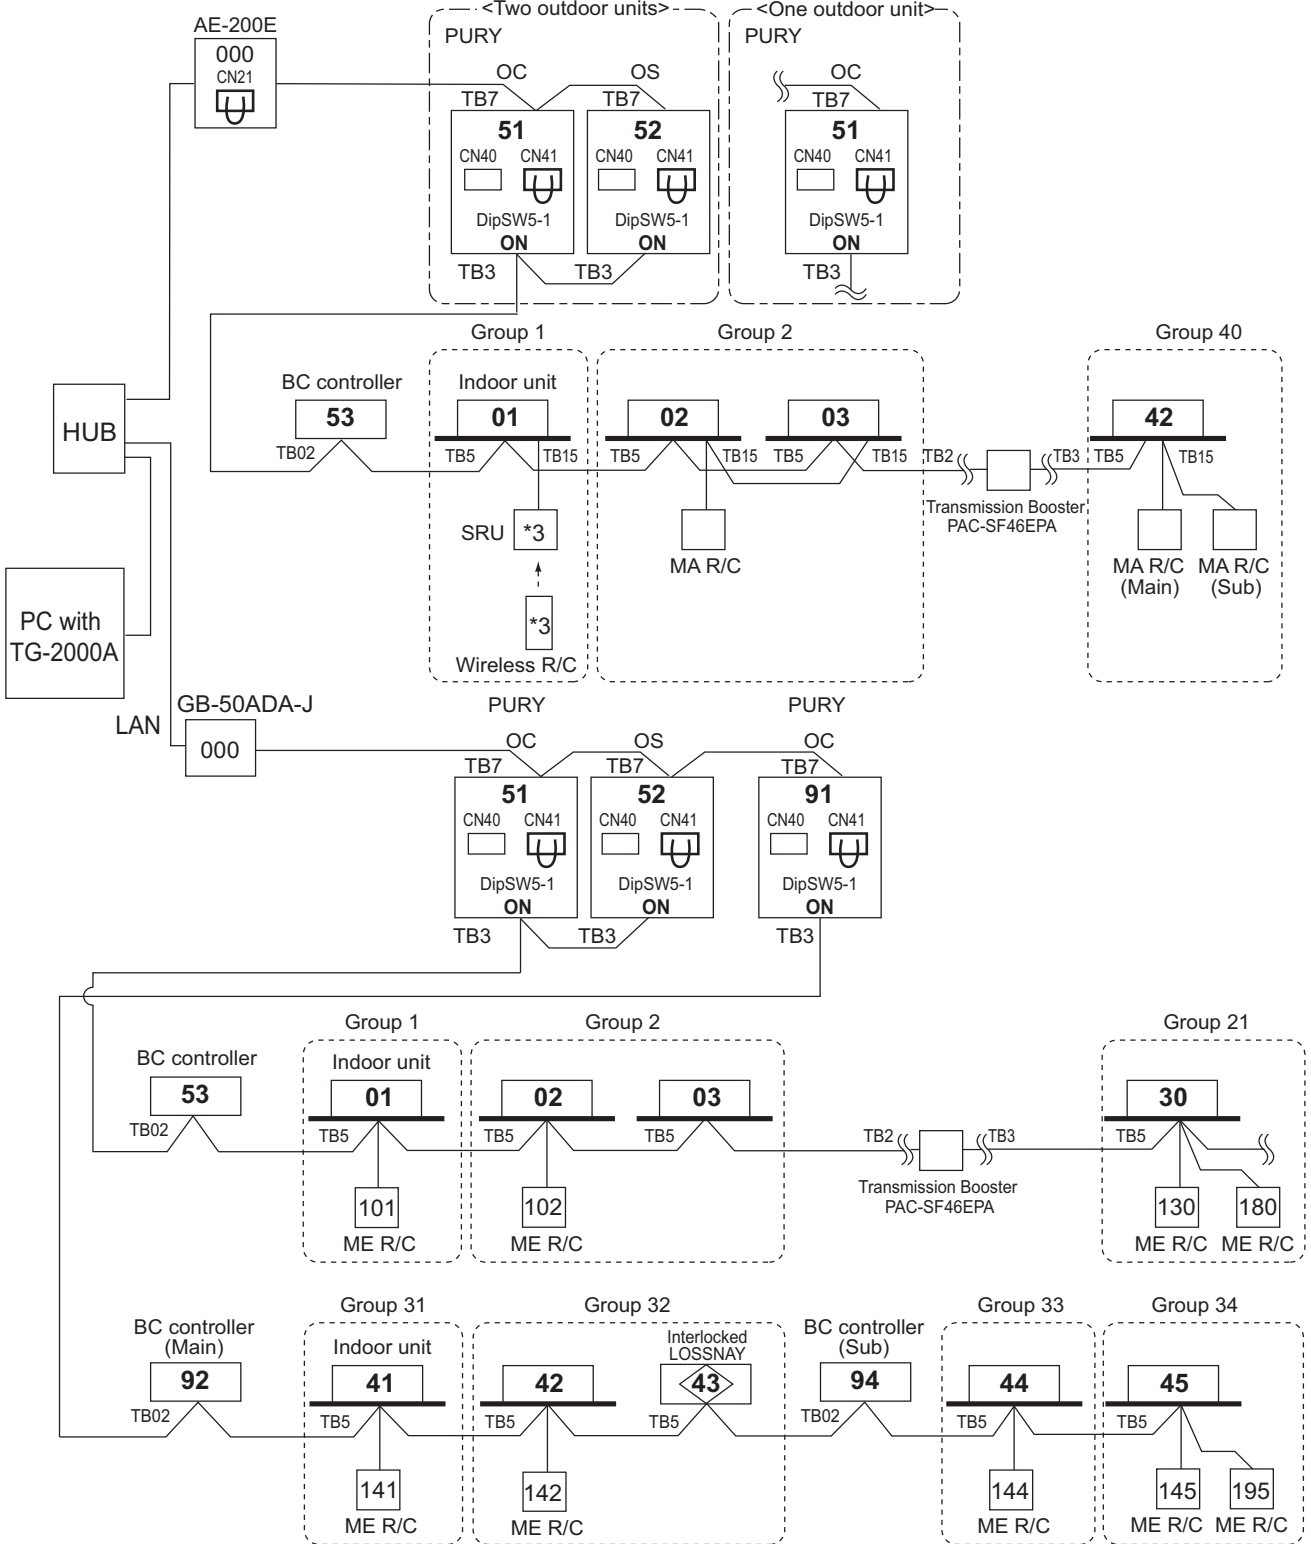 AE-200E
000
CN21
<Two outdoor units>
PURY
OC
OS
TB7
TB7
51
52
CN40
CN41
CN40
CN41
DipSW5-1
ON
DipSW5-1
ON
TB3
TB3
<One outdoor unit>
PURY
OC
TB7
51
CN40
CN41
DipSW5-1
ON
TB3
HUB
PC with
TG-2000A
LAN
BC controller
53
TB02
Group 1
Indoor unit
01
TB5
TB15
SRU
*3
*3
Wireless R/C
Group 2
02
03
TB5
TB15
TB5
TB15
MA R/C
TB2
TB3
Transmission Booster
PAC-SF46EPA
Group 40
42
TB5
TB15
MA R/C
(Main)
MA R/C
(Sub)
GB-50ADA-J
000
PURY
PURY
OC
OS
OC
TB7
TB7
TB7
51
52
91
CN40
CN41
CN40
CN41
CN40
CN41
DipSW5-1
ON
DipSW5-1
ON
DipSW5-1
ON
TB3
TB3
TB3
BC controller
53
TB02
Group 1
Indoor unit
01
TB5
101
ME R/C
Group 2
02
03
TB5
TB5
102
ME R/C
TB2
TB3
Transmission Booster
PAC-SF46EPA
Group 21
30
TB5
130
180
ME R/C
ME R/C
BC controller
(Main)
92
TB02
Group 31
Indoor unit
41
TB5
141
ME R/C
Group 32
42
TB5
142
ME R/C
Interlocked
LOSSNAY
43
TB5
BC controller
(Sub)
94
TB02
Group 33
44
TB5
144
ME R/C
Group 34
45
TB5
145
195
ME R/C
ME R/C